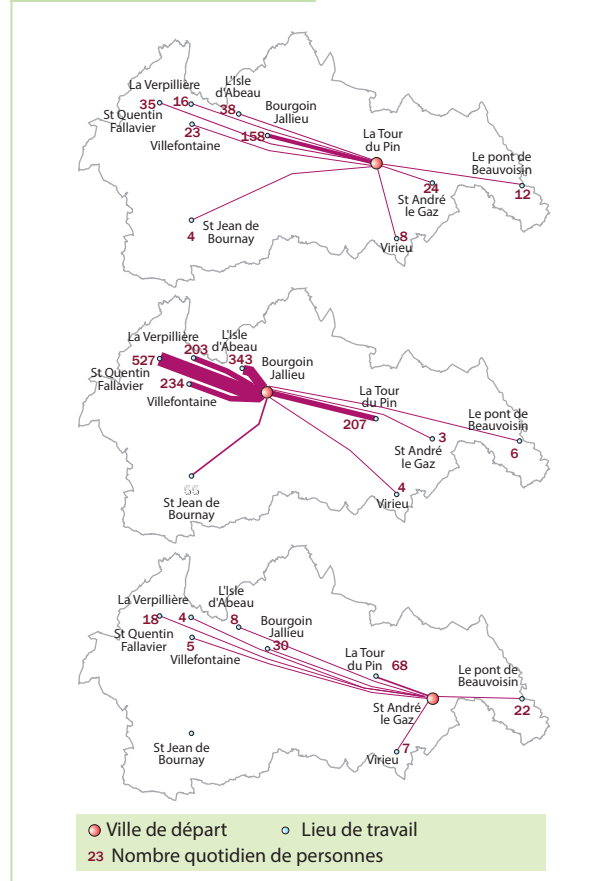 L'Isle
d'Abeau
La Verpillière
35
16
38
Bourgoin
Jallieu
St Quentin
Fallavier
23
Villefontaine
158
La Tour
du Pin
Le pont de
Beauvoisin
24
12
St André
le Gaz
St Jean de
Bournay
4
8
Virieu
La Verpillière
203
L'Isle
d'Abeau
527
343
Bourgoin
Jallieu
St Quentin
Fallavier
234
Villefontaine
La Tour
du Pin
207
Le pont de
Beauvoisin
3
6
St André
le Gaz
55
St Jean de
Bournay
4
Virieu
L'Isle
d'Abeau
La Verpillière
18
4
8
Bourgoin
Jallieu
St Quentin
Fallavier
5
30
Villefontaine
La Tour
du Pin
68
Le pont de
Beauvoisin
St André
le Gaz
22
St Jean de
Bournay
7
Virieu
Ville de départ
Lieu de travail
23 Nombre quotidien de personnes